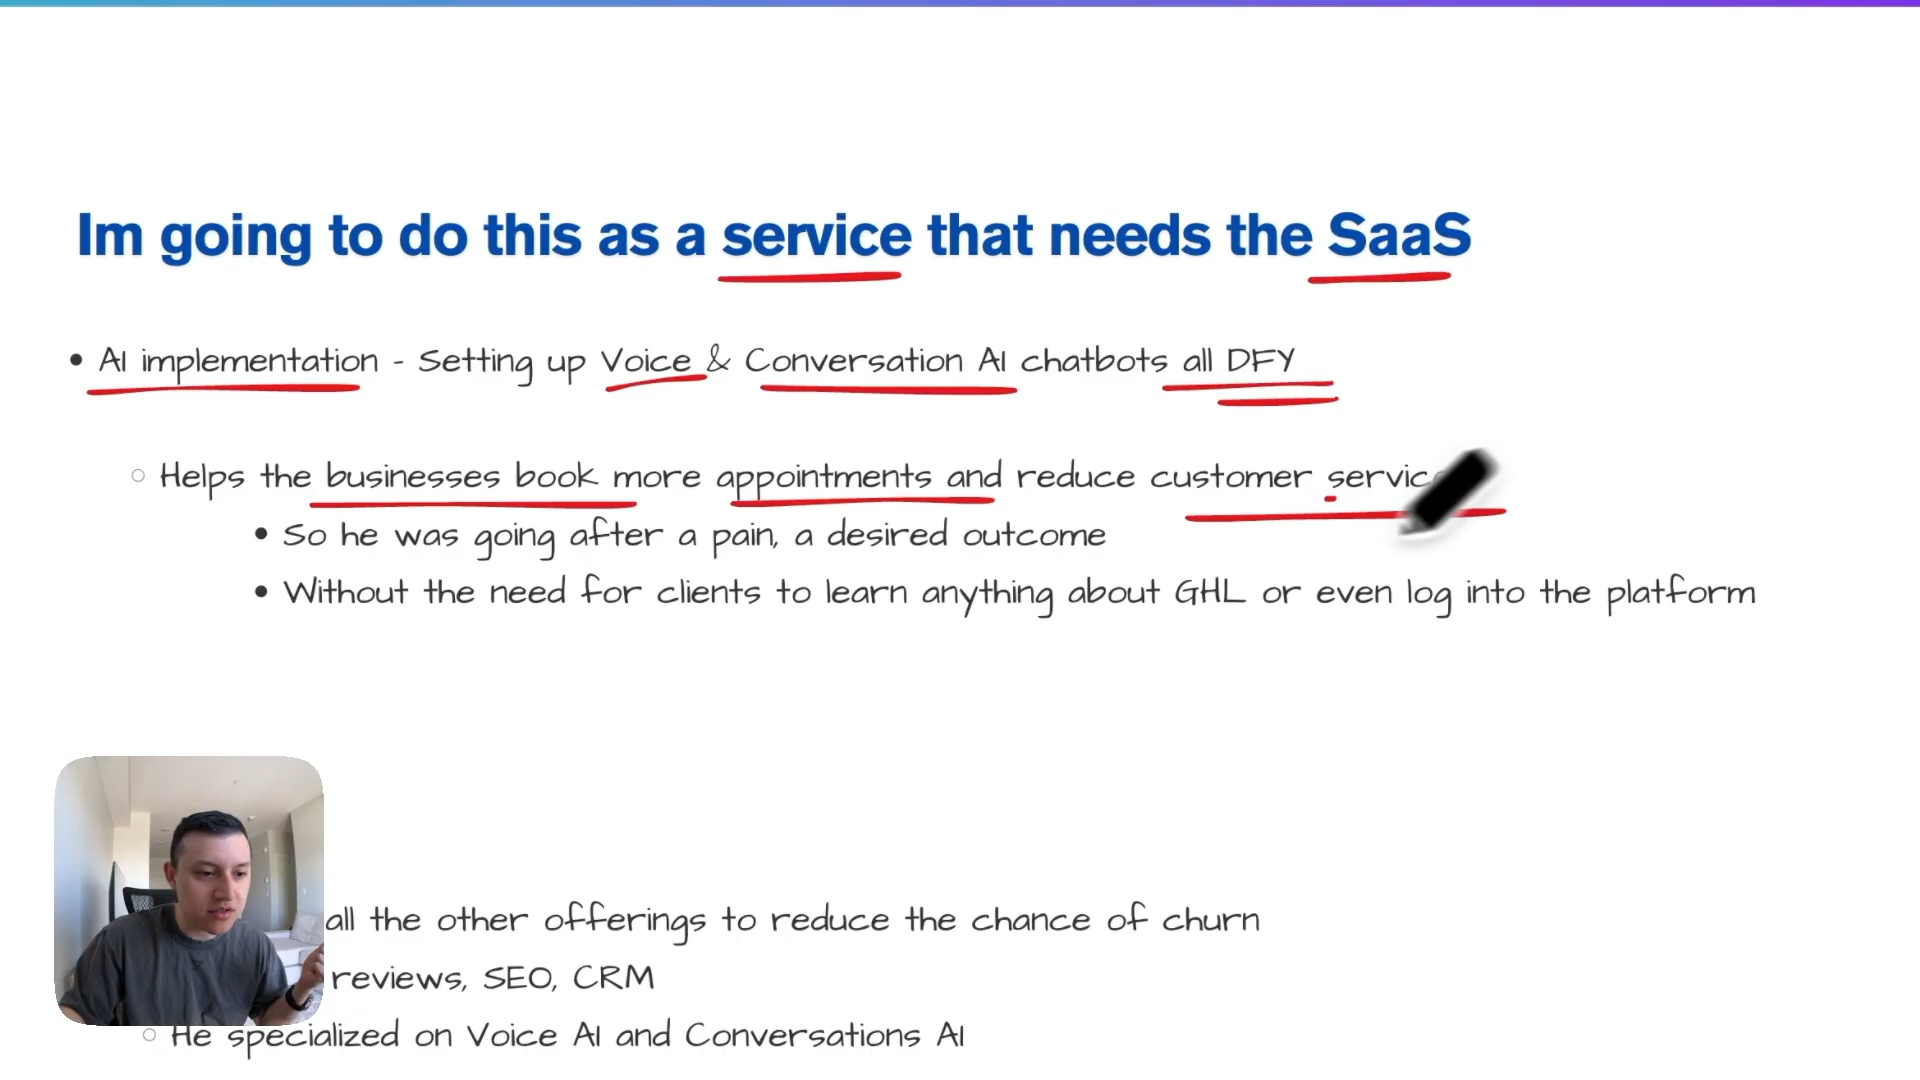 Im going to do this as a service that needs the SaaS
• AI implementation - Setting up Voice & Conversation AI chatbots all DFY
○ Helps the businesses book more appointments and reduce customer
• So he was going after a pain, a desired outcome
• Without the need for clients to learn anything about GHL or even log into the platform
all the other offerings to reduce the chance of churn
reviews, SEO, CRM
○ He specialized on Voice AI and Conversations AI